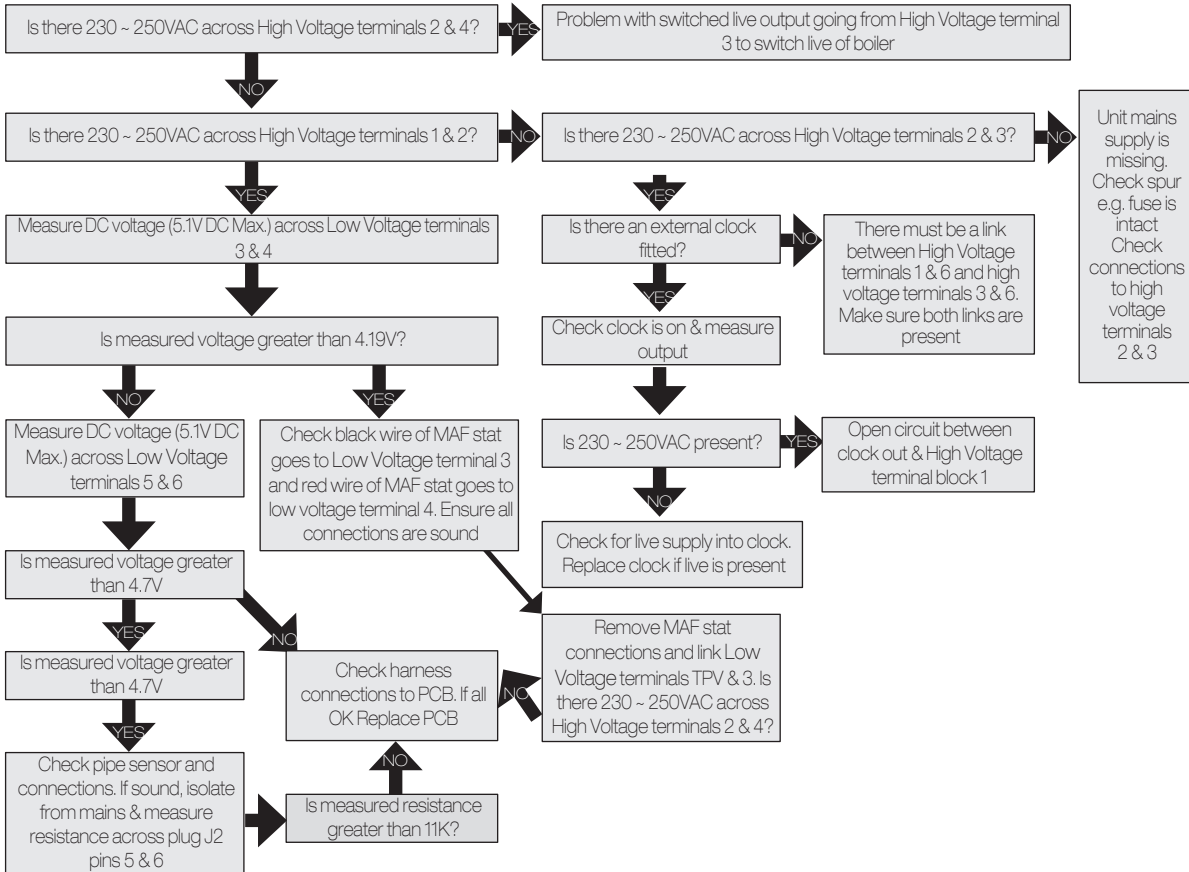 Is there 230 ~ 250VAC across High Voltage terminals 2 & 4?
YES
Problem with switched live output going from High Voltage terminal
3 to switch live of boiler
NO
Is there 230 ~ 250VAC across High Voltage terminals 1 & 2?
NO
Is there 230 ~ 250VAC across High Voltage terminals 2 & 3?
NO
Unit mains
supply is
missing.
Check spur
e.g. fuse is
intact
Check
connections
to high
voltage
terminals
2 & 3
YES
Measure DC voltage (5.1V DC Max.) across Low Voltage terminals
3 & 4
YES
Is there an external clock
fitted?
NO
There must be a link
between High Voltage
terminals 1 & 6 and high
voltage terminals 3 & 6.
Make sure both links are
present
YES
Check clock is on & measure
output
Is measured voltage greater than 4.19V?
NO
YES
Measure DC voltage (5.1V DC
Max.) across Low Voltage
terminals 5 & 6
Check black wire of MAF stat
goes to Low Voltage terminal 3
and red wire of MAF stat goes to
low voltage terminal 4. Ensure all
connections are sound
Is 230 ~ 250VAC present?
YES
Open circuit between
clock out & High Voltage
terminal block 1
NO
Check for live supply into clock.
Replace clock if live is present
Is measured voltage greater
than 4.7V
YES
NO
Is measured voltage greater
than 4.7V
YES
Check harness
connections to PCB. If all
OK Replace PCB
NO
Remove MAF stat
connections and link Low
Voltage terminals TPV & 3. Is
there 230 ~ 250VAC across
High Voltage terminals 2 & 4?
Check pipe sensor and
connections. If sound, isolate
from mains & measure
resistance across plug J2
pins 5 & 6
NO
Is measured resistance
greater than 11K?